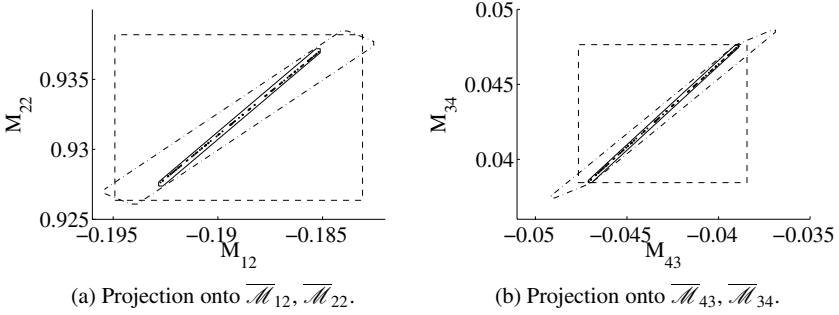 0.05
0.935
0.045
M22
M34
0.93
0.04
0.925
−0.195 −0.19 −0.185
−0.05 −0.045 −0.04 −0.035
M12
M43
(a) Projection onto ℳ̅12, ℳ̅22.
(b) Projection onto ℳ̅43, ℳ̅34.